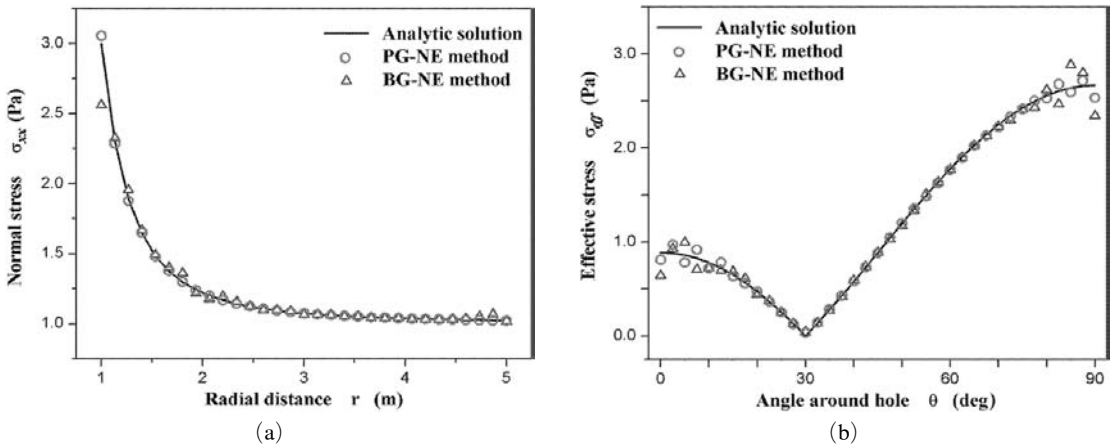 Analytic solution
PG-NE method
BG-NE method
Normal stress σxx (Pa)
3.0
2.5
2.0
1.5
1.0
1 2 3 4 5
Radial distance r (m)
(a)
Analytic solution
PG-NE method
BG-NE method
Effective stress σeff (Pa)
3.0
2.0
1.0
0.0
0 30 60 90
Angle around hole θ (deg)
(b)